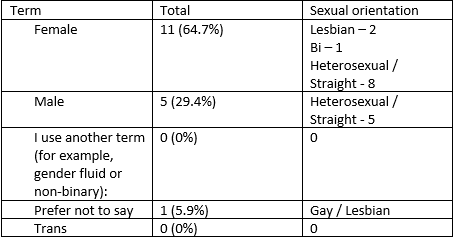 Term Total Sexual orientation
Female 11 (64.7%) Lesbian – 2
Bi – 1
Heterosexual /
Straight - 8
Male 5 (29.4%) Heterosexual /
Straight - 5
I use another term 0 (0%) 0
(for example,
gender fluid or
non-binary):
Prefer not to say 1 (5.9%) Gay / Lesbian
Trans 0 (0%) 0